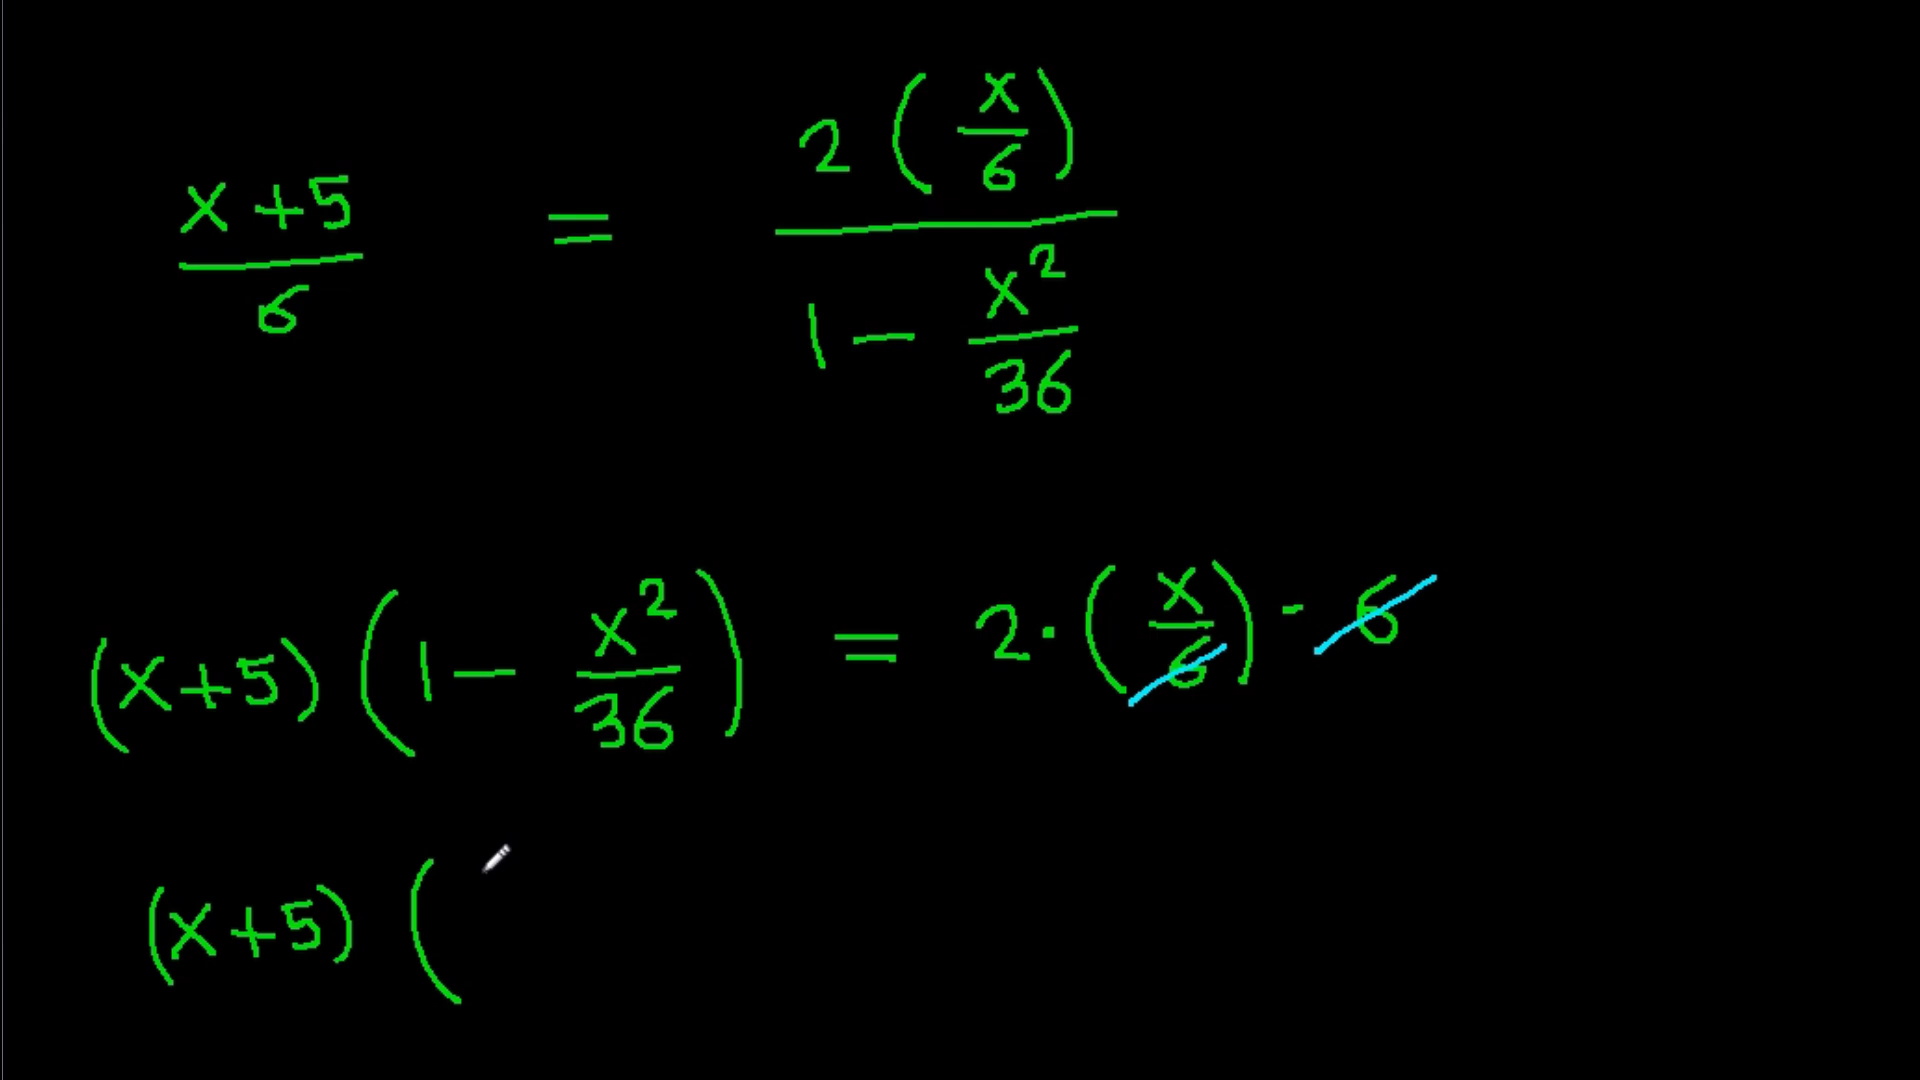 (x+5)/6 = (2(x/6))/(1 - x²/36)
(x+5)(1 - x²/36) = 2·(x/6) - 6
(x+5)(